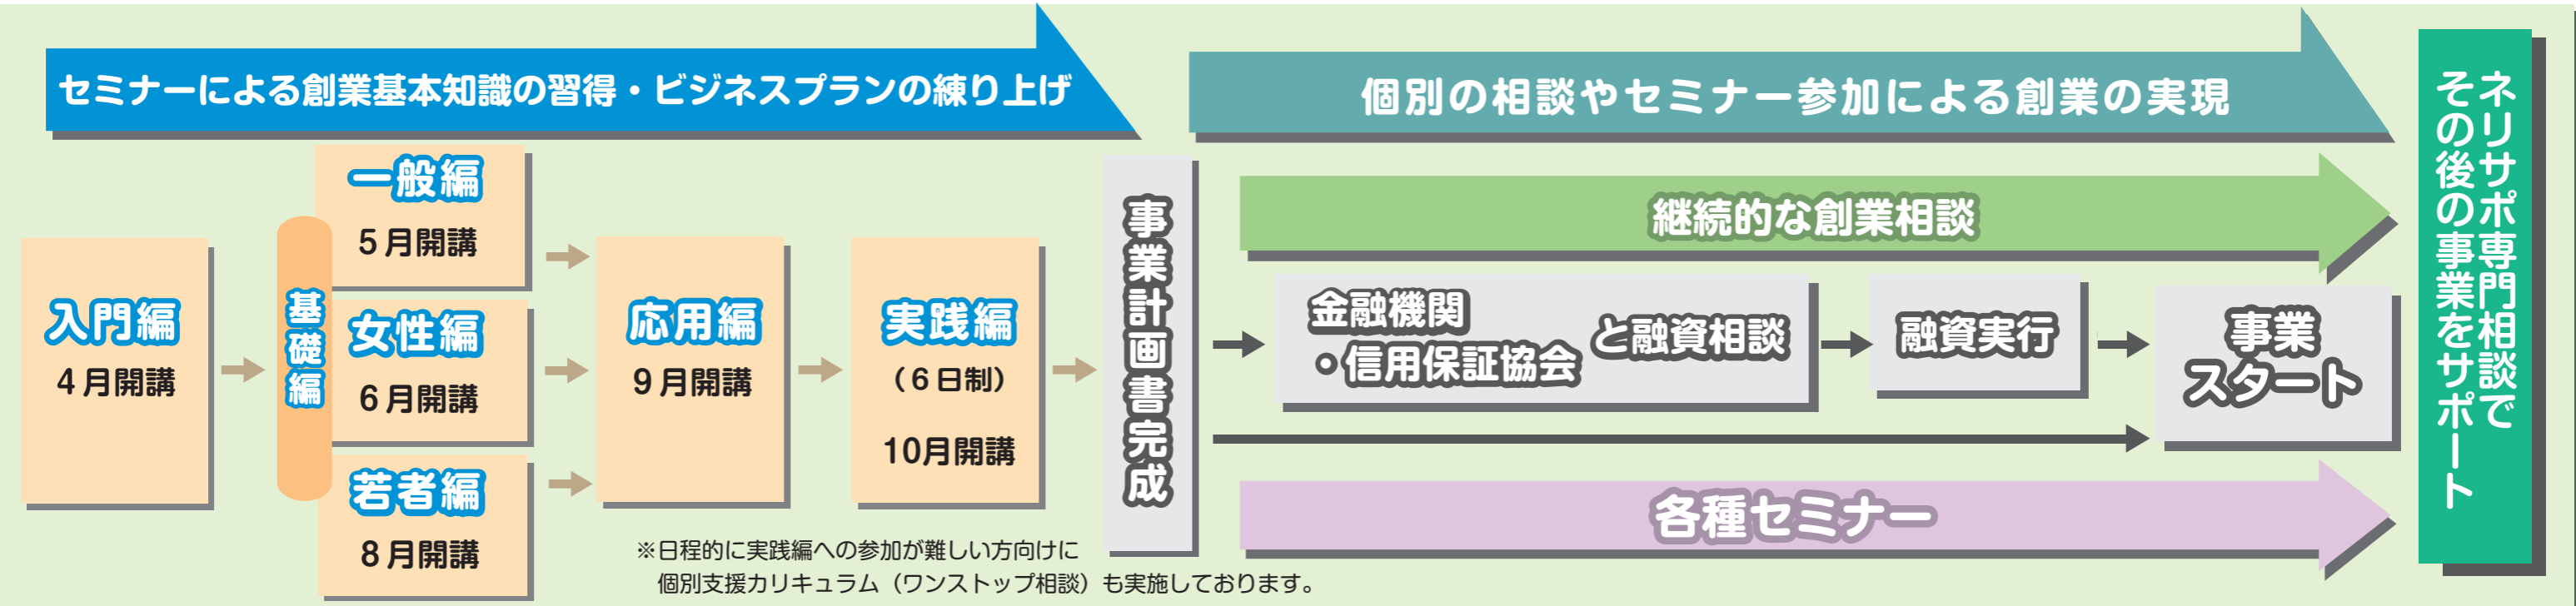 セミナーによる創業基本知識の習得・ビジネスプランの練り上げ
個別の相談やセミナー参加による創業の実現
入門編
4月開講
基礎編
一般編
5月開講
女性編
6月開講
若者編
8月開講
応用編
9月開講
実践編
（6日制）
10月開講
※日程的に実践編への参加が難しい方向けに
個別支援カリキュラム（ワンストップ相談）も実施しております。
事業計画書完成
継続的な創業相談
金融機関
・信用保証協会
と融資相談
融資実行
事業
スタート
各種セミナー
ネリサポ専門相談で
その後の事業をサポート